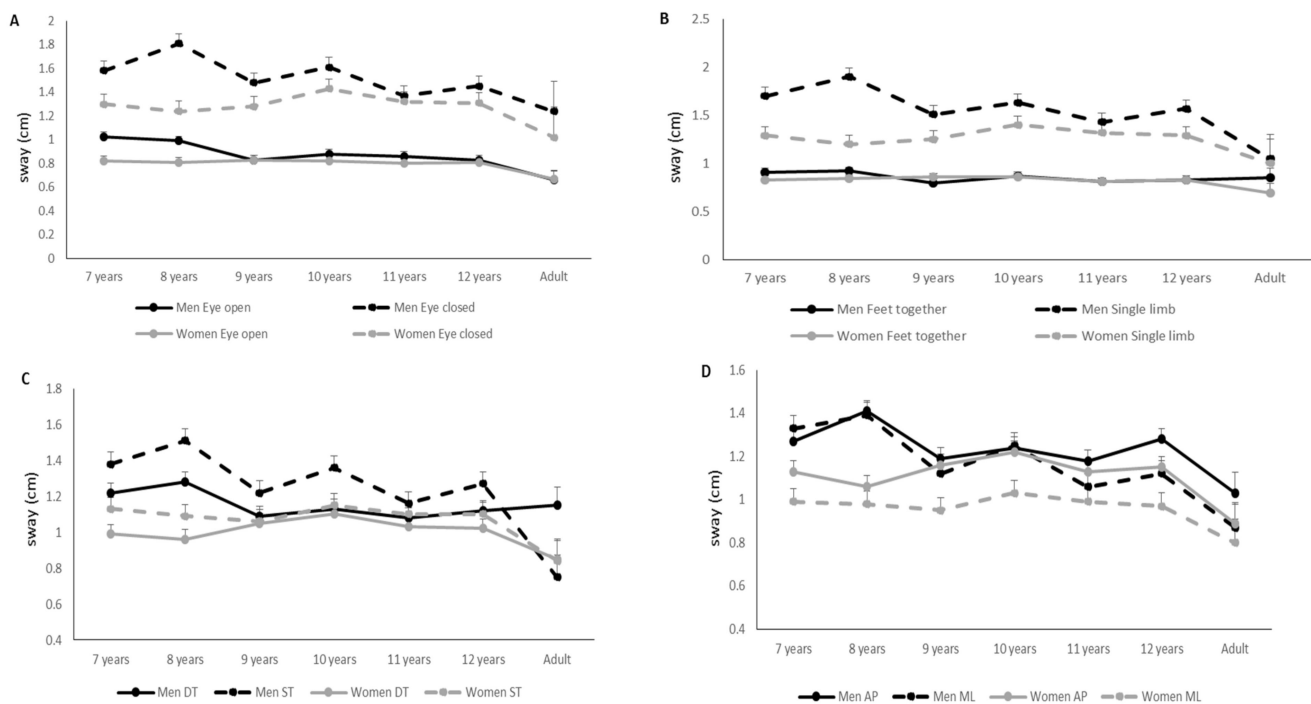 A
sway (cm)
2
1.8
1.6
1.4
1.2
1
0.8
0.6
0.4
0.2
0
7 years 8 years 9 years 10 years 11 years 12 years Adult
Men Eye open Men Eye closed
Women Eye open Women Eye closed
B
sway (cm)
2.5
2
1.5
1
0.5
0
7 years 8 years 9 years 10 years 11 years 12 years Adult
Men Feet together Men Single limb
Women Feet together Women Single limb
C
sway (cm)
1.8
1.6
1.4
1.2
1
0.8
0.6
0.4
7 years 8 years 9 years 10 years 11 years 12 years Adult
Men DT Men ST Women DT Women ST
D
sway (cm)
1.6
1.4
1.2
1
0.8
0.6
0.4
7 years 8 years 9 years 10 years 11 years 12 years Adult
Men AP Men ML Women AP Women ML